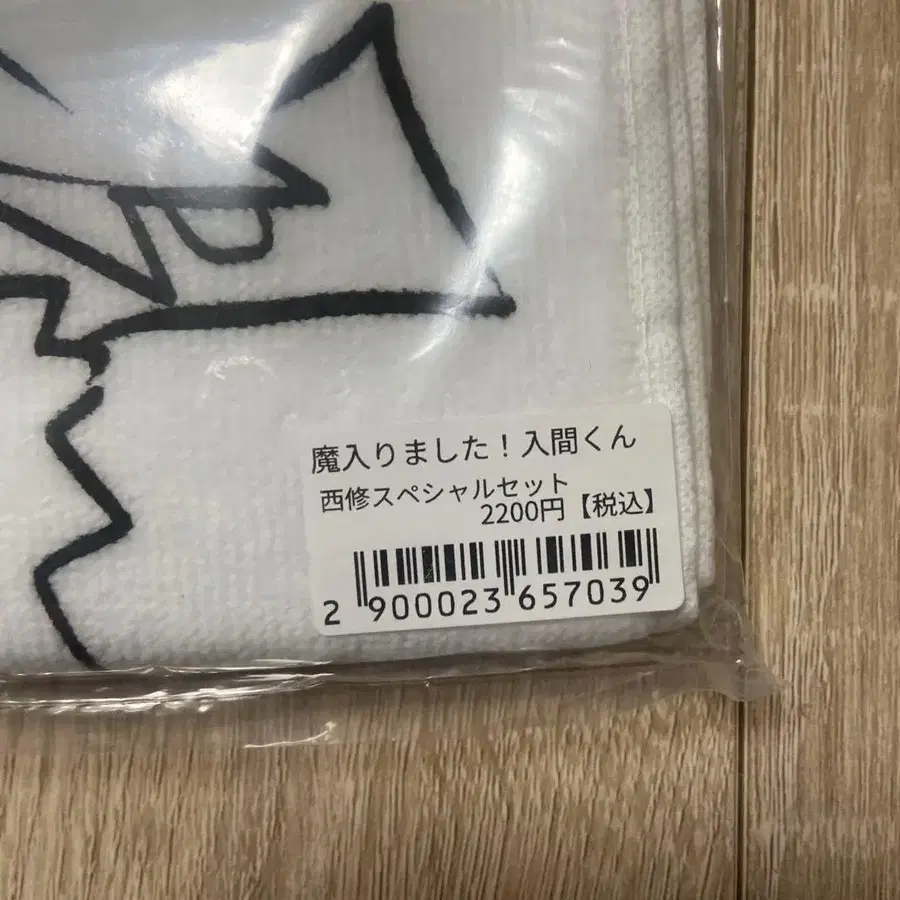 魔入りました！入間くん
西修スペシャルセット
2200円【税込】
2 900023 657039